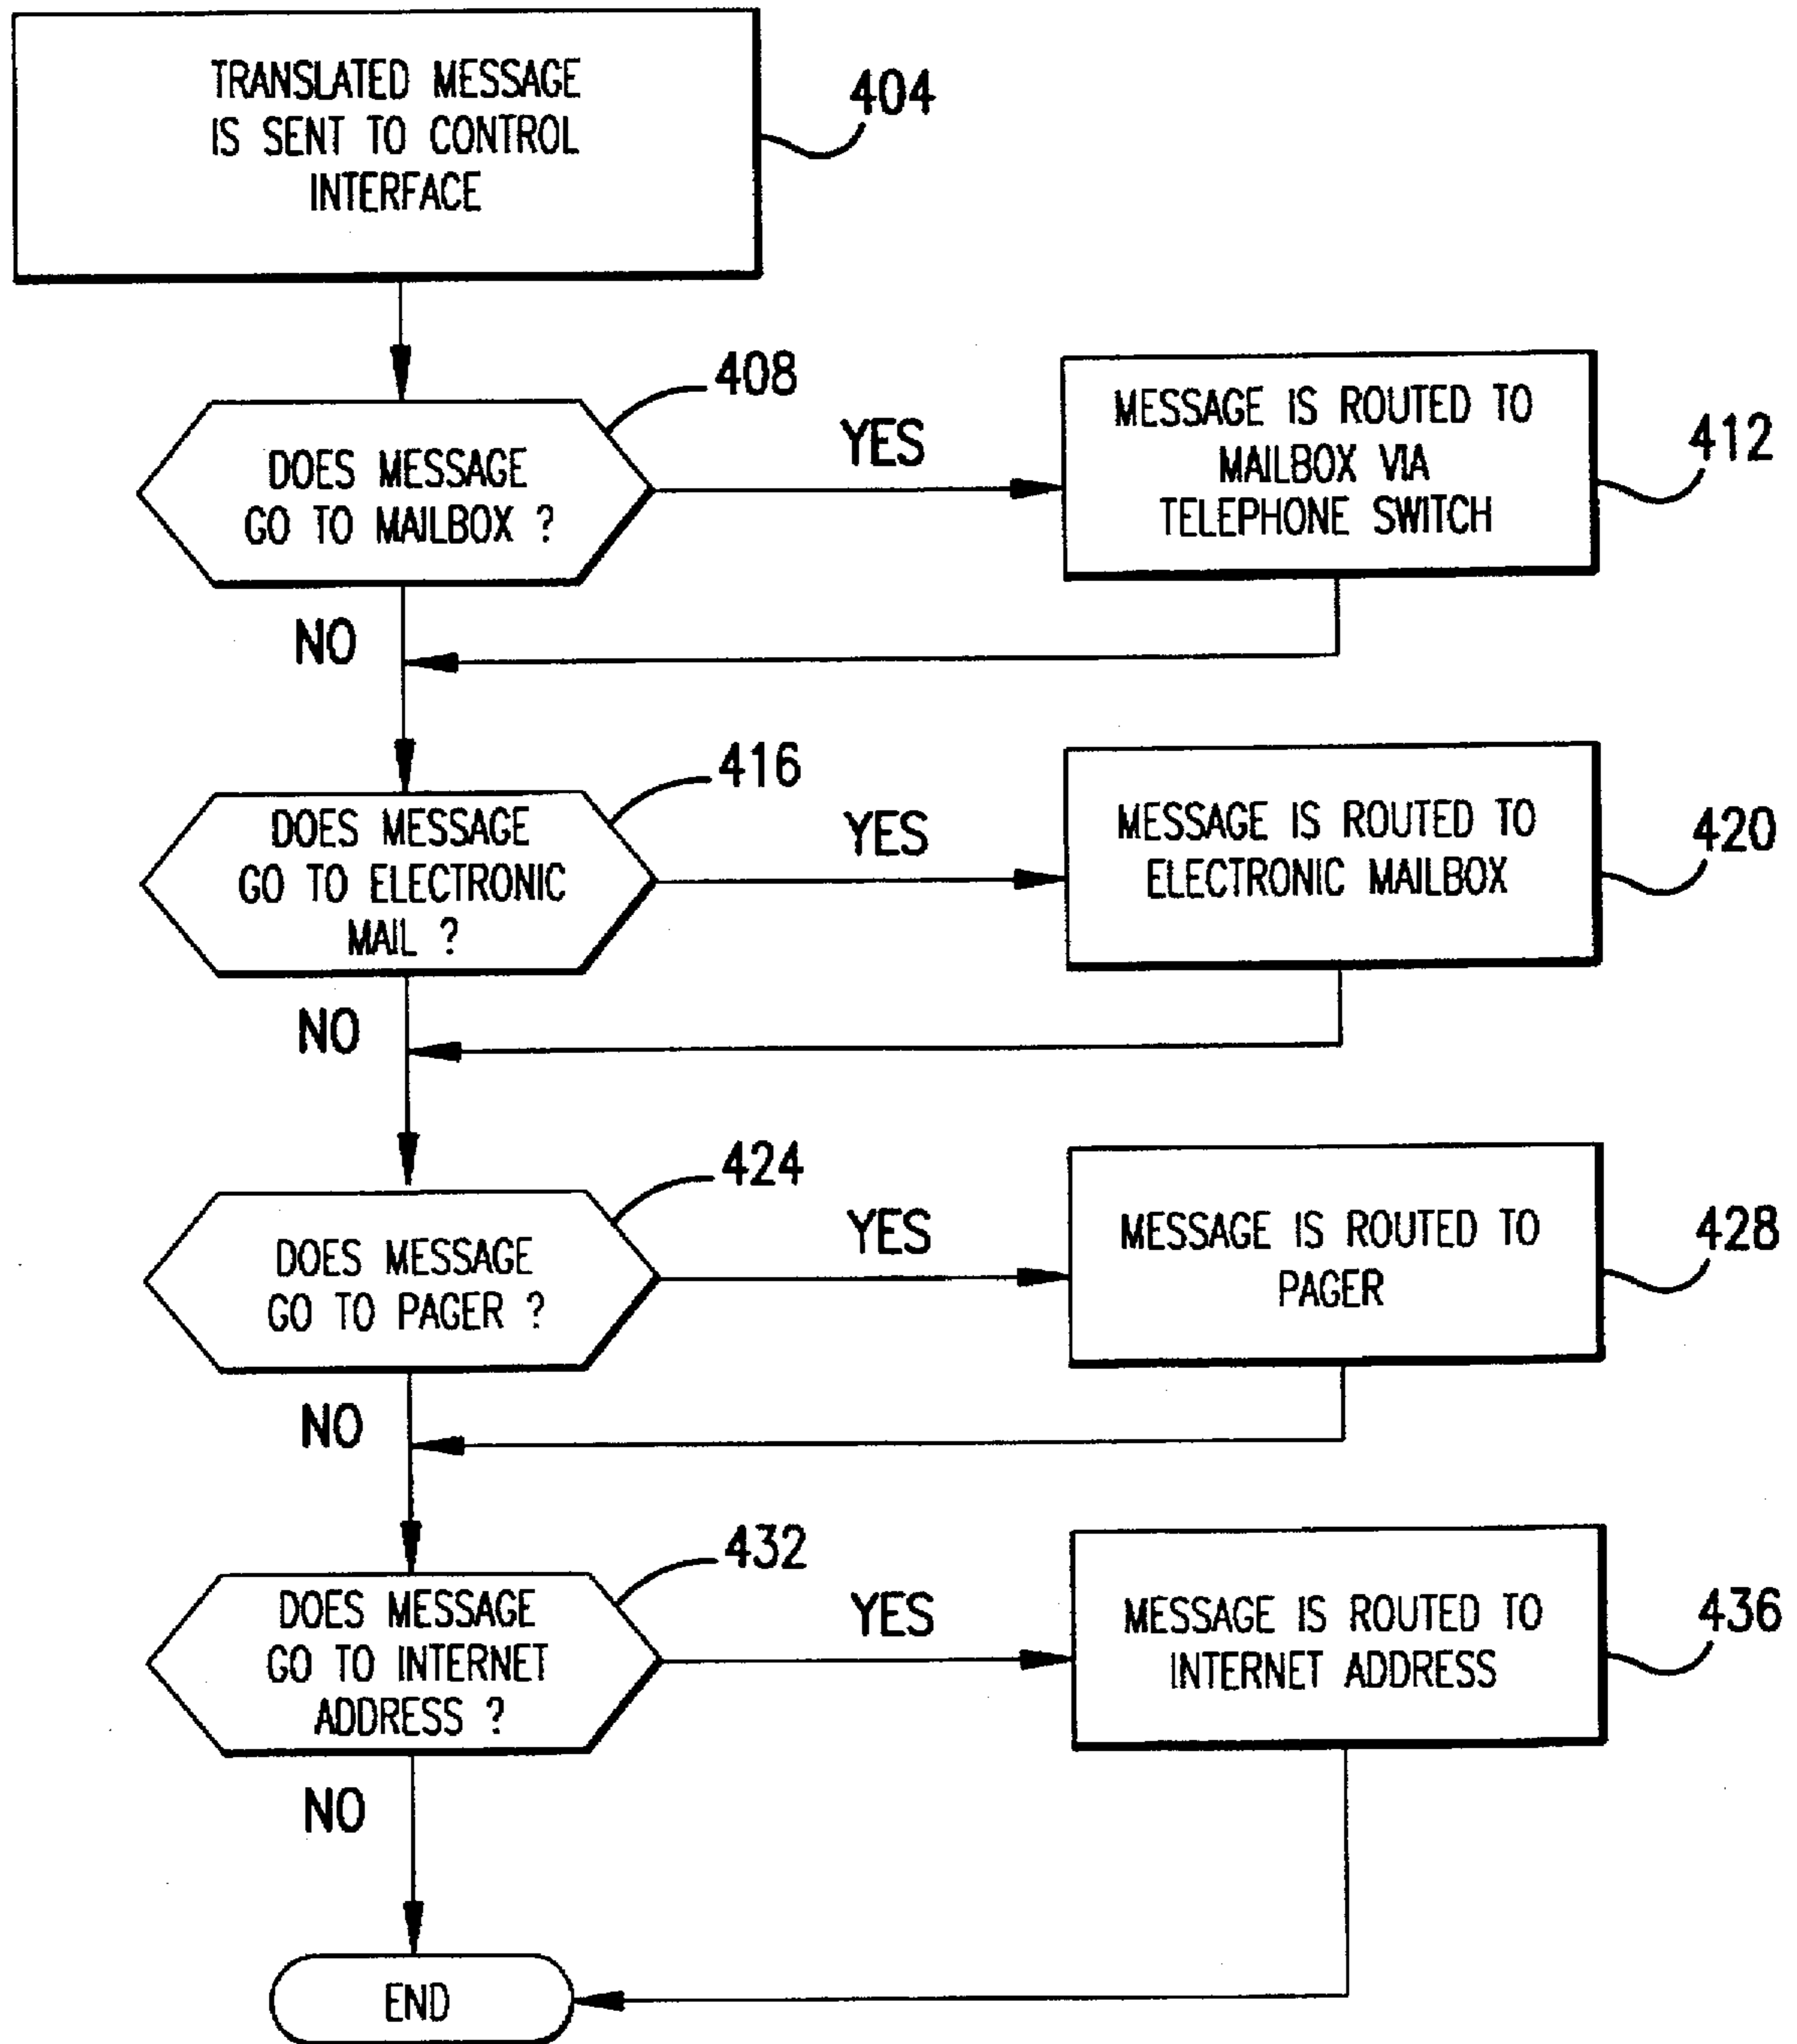 TRANSLATED MESSAGE
IS SENT TO CONTROL
INTERFACE
404
408
DOES MESSAGE
GO TO MAILBOX ?
YES
MESSAGE IS ROUTED TO
MAILBOX VIA
TELEPHONE SWITCH
412
NO
416
DOES MESSAGE
GO TO ELECTRONIC
MAIL ?
YES
MESSAGE IS ROUTED TO
ELECTRONIC MAILBOX
420
NO
424
DOES MESSAGE
GO TO PAGER ?
YES
MESSAGE IS ROUTED TO
PAGER
428
NO
432
DOES MESSAGE
GO TO INTERNET
ADDRESS ?
YES
MESSAGE IS ROUTED TO
INTERNET ADDRESS
436
NO
END